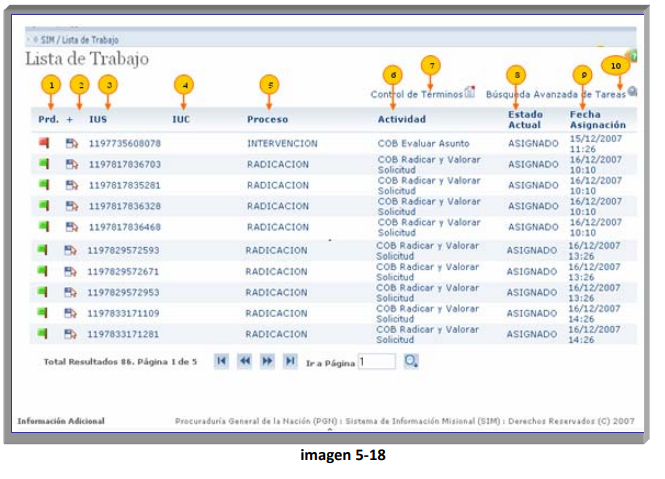 SIM / Lista de Trabajo
Lista de Trabajo
1 2 3 4 5 6 7 8 9 10
Control de Términos Búsqueda Avanzada de Tareas
Prd. + IUS IUC Proceso Actividad Estado Actual Fecha Asignación
1197735608078 INTERVENCION COB Evaluar Asunto ASIGNADO 15/12/2007 11:26
1197817836703 RADICACION COB Radicar y Valorar Solicitud ASIGNADO 16/12/2007 10:10
1197817835281 RADICACION COB Radicar y Valorar Solicitud ASIGNADO 16/12/2007 10:10
1197817836328 RADICACION COB Radicar y Valorar Solicitud ASIGNADO 16/12/2007 10:10
1197817836468 RADICACION COB Radicar y Valorar Solicitud ASIGNADO 16/12/2007 10:10
1197829572593 RADICACION COB Radicar y Valorar Solicitud ASIGNADO 16/12/2007 13:26
1197829572671 RADICACION COB Radicar y Valorar Solicitud ASIGNADO 16/12/2007 13:26
1197829572953 RADICACION COB Radicar y Valorar Solicitud ASIGNADO 16/12/2007 13:26
1197833171109 RADICACION COB Radicar y Valorar Solicitud ASIGNADO 16/12/2007 14:26
1197833171281 RADICACION COB Radicar y Valorar Solicitud ASIGNADO 16/12/2007 14:26
Total Resultados 86. Página 1 de 5 Ir a Página 1
Información Adicional Procuraduría General de la Nación (PGN) : Sistema de Información Misional (SIM) : Derechos Reservados (C) 2007
imagen 5-18